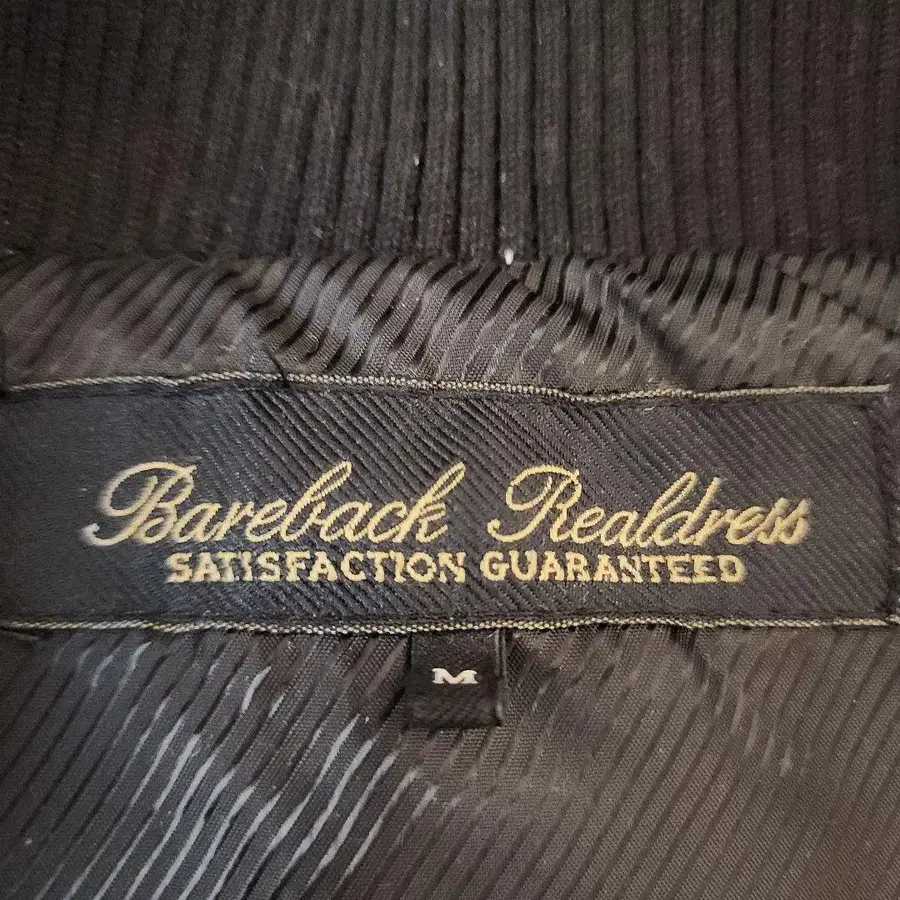 Bareback Realdress
SATISFACTION GUARANTEED
M